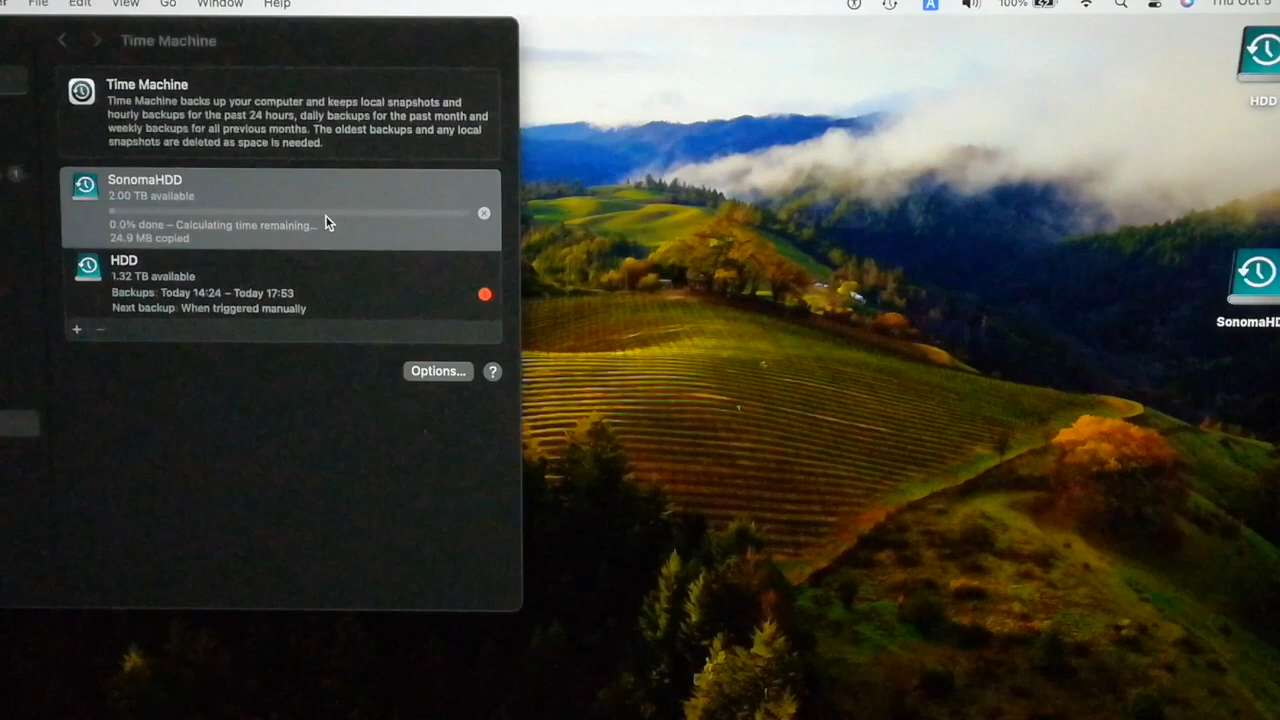 File Edit View Go Window Help
A 100% Thu Oct 5
Time Machine
Time Machine
Time Machine backs up your computer and keeps local snapshots and
hourly backups for the past 24 hours, daily backups for the past month and
weekly backups for all previous months. The oldest backups and any local
snapshots are deleted as space is needed.
SonomaHDD
2.00 TB available
0.0% done – Calculating time remaining...
24.9 MB copied
HDD
1.32 TB available
Backups: Today 14:24 – Today 17:53
Next backup: When triggered manually
+ −
Options... ?
1
HDD
SonomaHD